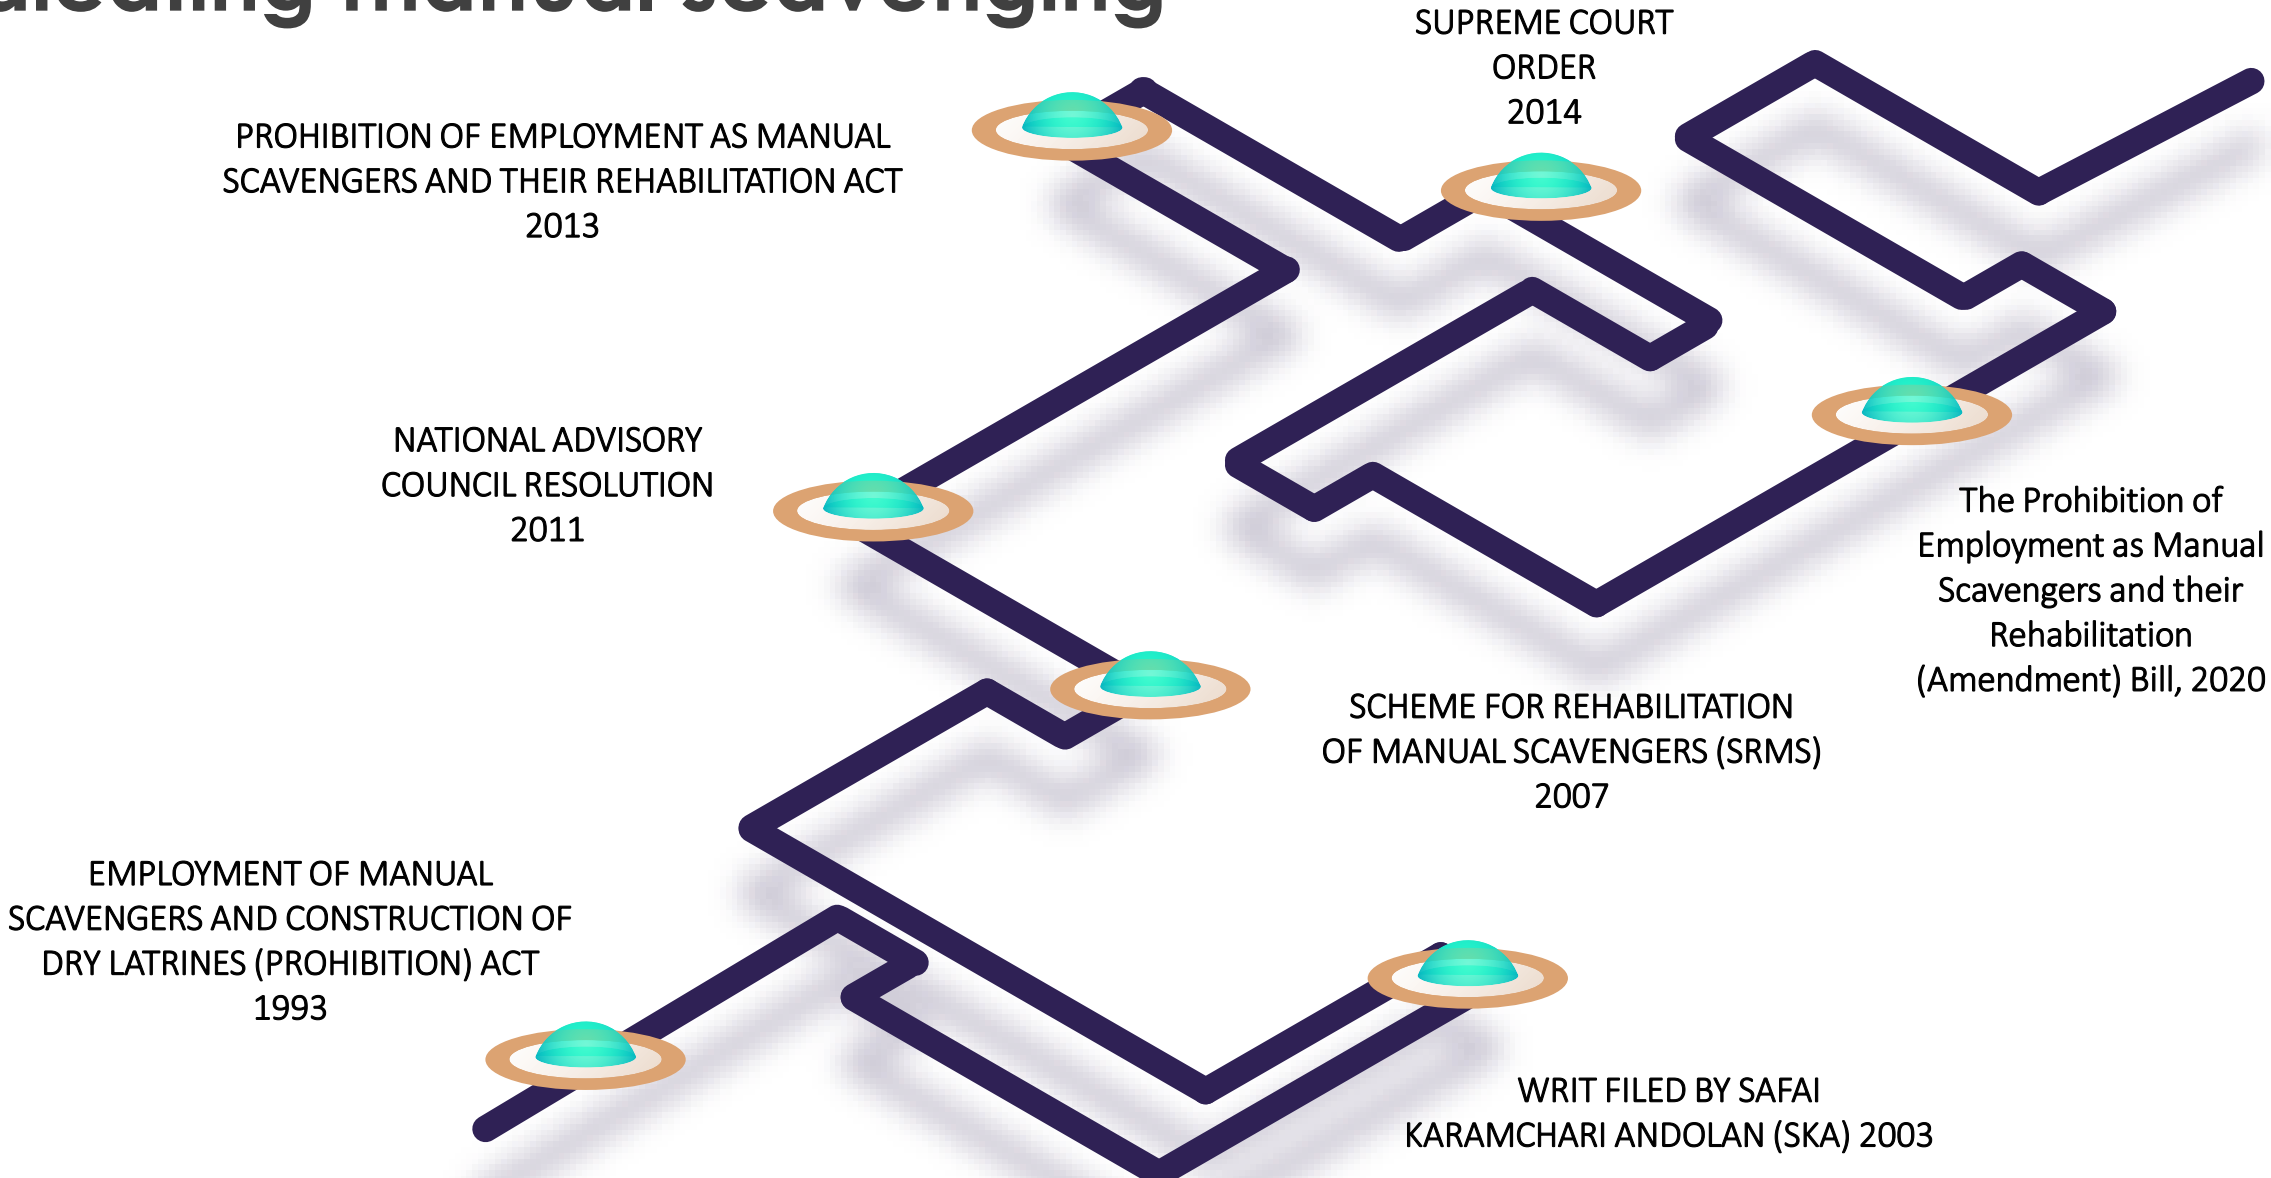 manual scavenging
SUPREME COURT
ORDER
2014
PROHIBITION OF EMPLOYMENT AS MANUAL
SCAVENGERS AND THEIR REHABILITATION ACT
2013
NATIONAL ADVISORY
COUNCIL RESOLUTION
2011
The Prohibition of
Employment as Manual
Scavengers and their
Rehabilitation
(Amendment) Bill, 2020
SCHEME FOR REHABILITATION
OF MANUAL SCAVENGERS (SRMS)
2007
EMPLOYMENT OF MANUAL
SCAVENGERS AND CONSTRUCTION OF
DRY LATRINES (PROHIBITION) ACT
1993
WRIT FILED BY SAFAI
KARAMCHARI ANDOLAN (SKA) 2003